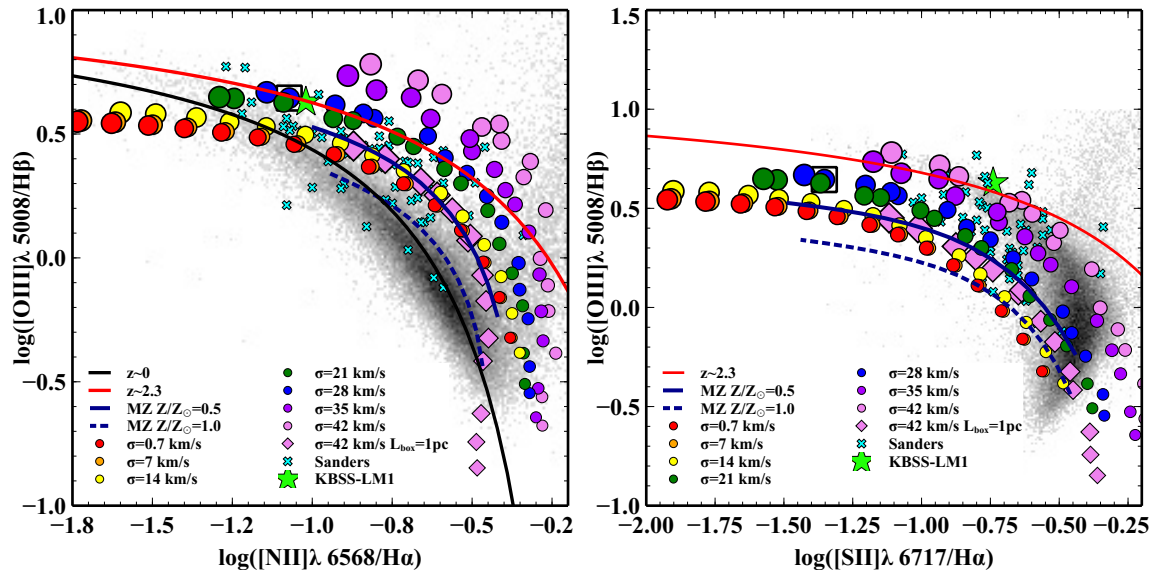 1.0
0.5
0.0
−0.5
−1.0
log([OIII]λ 5008/Hβ)
z~0
z~2.3
MZ Z/Z⊙=0.5
MZ Z/Z⊙=1.0
σ=0.7 km/s
σ=7 km/s
σ=14 km/s
σ=21 km/s
σ=28 km/s
σ=35 km/s
σ=42 km/s
σ=42 km/s Lbox=1pc
Sanders
KBSS-LM1
−1.8 −1.5 −1.2 −1.0 −0.8 −0.5 −0.2
log([NII]λ 6568/Hα)
1.5
1.0
0.5
0.0
−0.5
−1.0
log([OIII]λ 5008/Hβ)
z~0
z~2.3
MZ Z/Z⊙=0.5
MZ Z/Z⊙=1.0
σ=0.7 km/s
σ=7 km/s
σ=14 km/s
σ=21 km/s
σ=28 km/s
σ=35 km/s
σ=42 km/s
σ=42 km/s Lbox=1pc
Sanders
KBSS-LM1
−2.00 −1.75 −1.50 −1.25 −1.00 −0.75 −0.50 −0.25
log([SII]λ 6717/Hα)